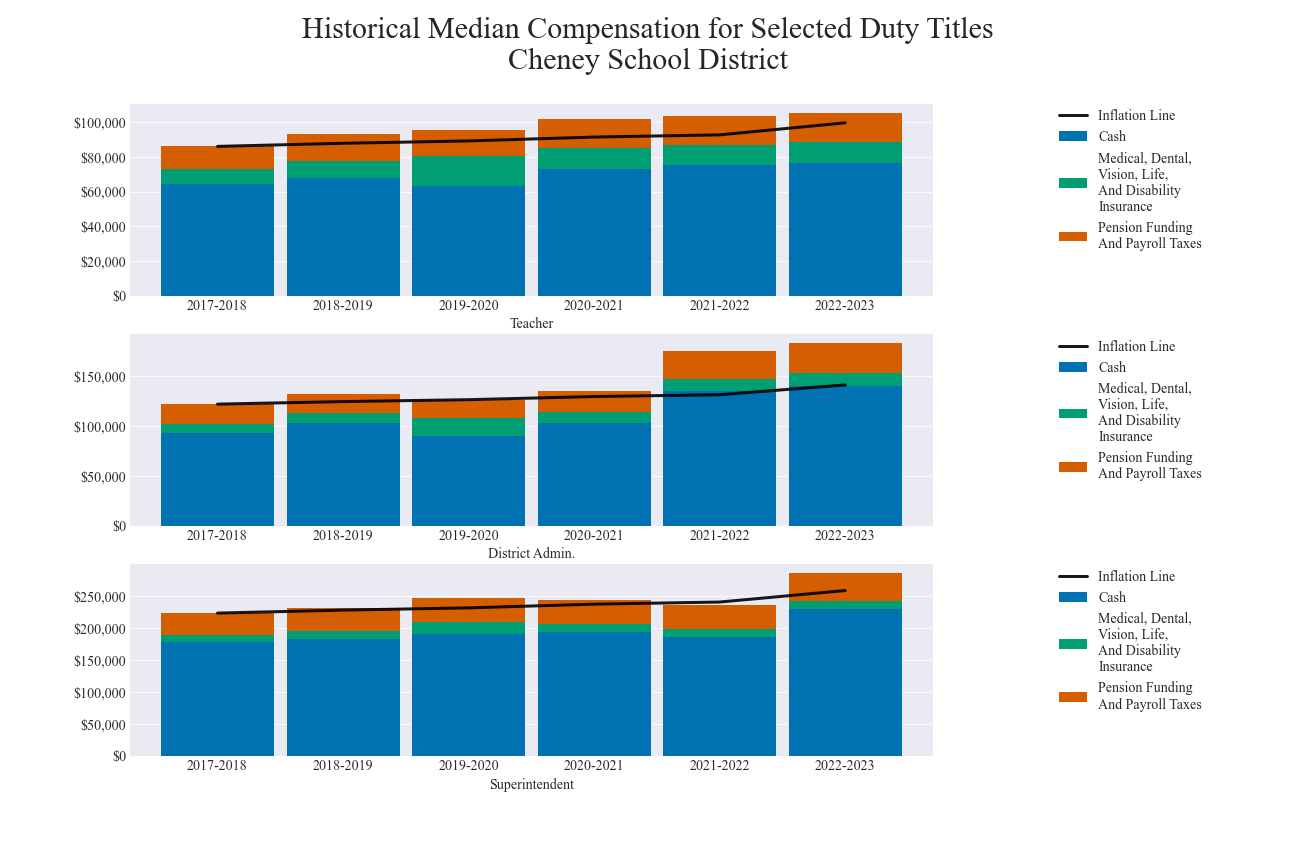 Historical Median Compensation for Selected Duty Titles
Cheney School District
$100,000
$80,000
$60,000
$40,000
$20,000
$0
2017-2018 2018-2019 2019-2020 2020-2021 2021-2022 2022-2023
Teacher
Inflation Line
Cash
Medical, Dental,
Vision, Life,
And Disability
Insurance
Pension Funding
And Payroll Taxes
$150,000
$100,000
$50,000
$0
2017-2018 2018-2019 2019-2020 2020-2021 2021-2022 2022-2023
District Admin.
Inflation Line
Cash
Medical, Dental,
Vision, Life,
And Disability
Insurance
Pension Funding
And Payroll Taxes
$250,000
$200,000
$150,000
$100,000
$50,000
$0
2017-2018 2018-2019 2019-2020 2020-2021 2021-2022 2022-2023
Superintendent
Inflation Line
Cash
Medical, Dental,
Vision, Life,
And Disability
Insurance
Pension Funding
And Payroll Taxes